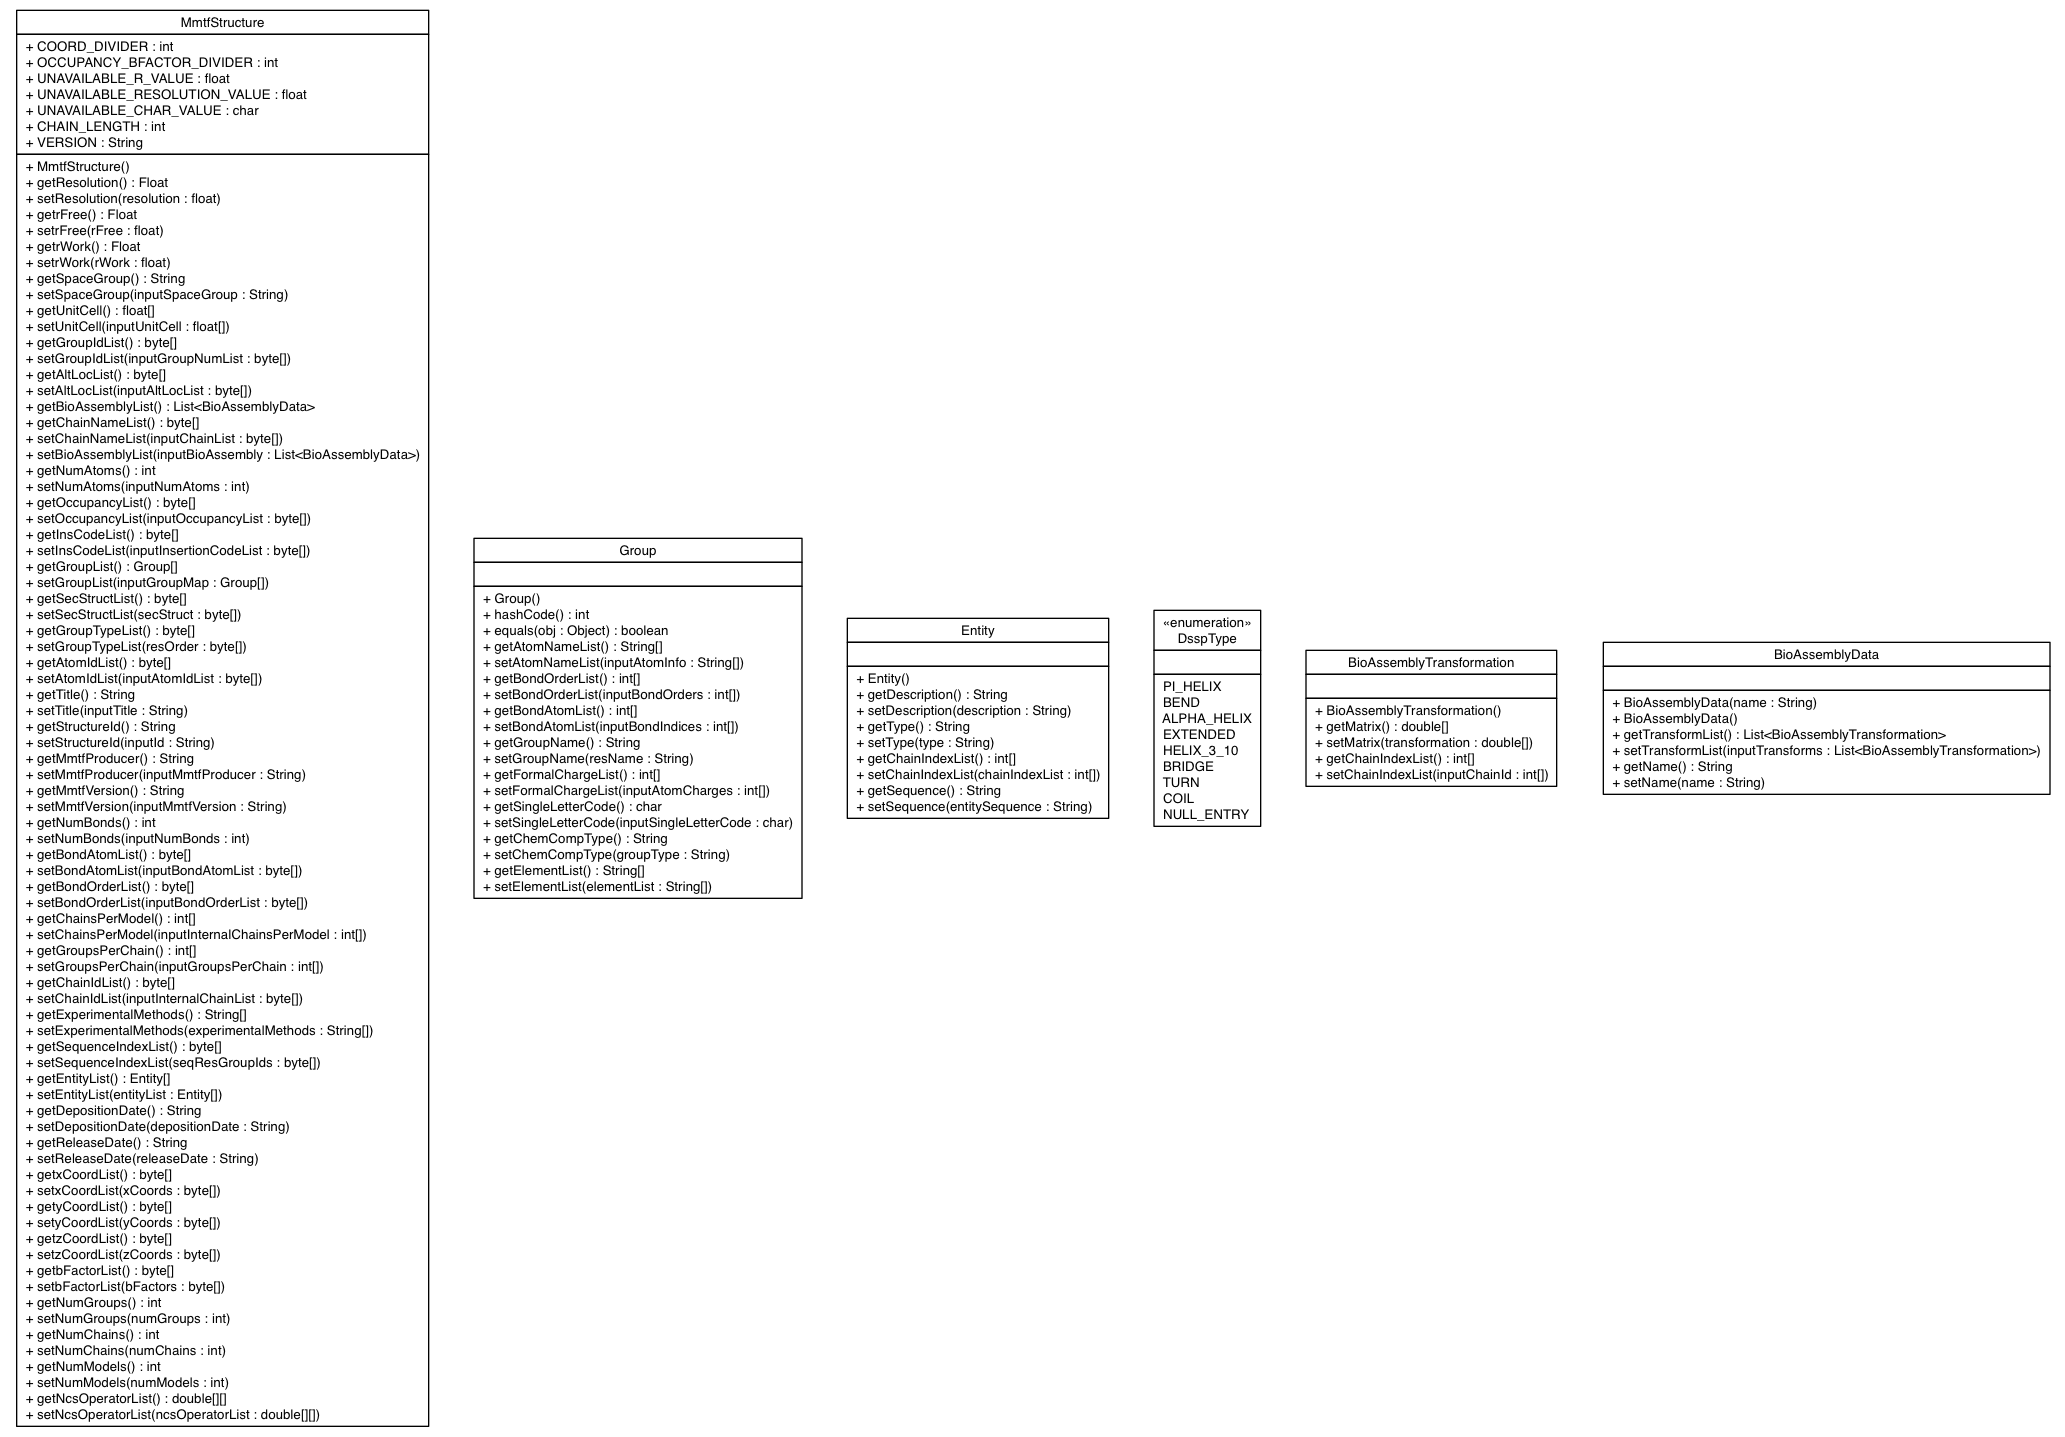 MmtfStructure
+ COORD_DIVIDER : int
+ OCCUPANCY_BFACTOR_DIVIDER : int
+ UNAVAILABLE_R_VALUE : float
+ UNAVAILABLE_RESOLUTION_VALUE : float
+ UNAVAILABLE_CHAR_VALUE : char
+ CHAIN_LENGTH : int
+ VERSION : String
+ MmtfStructure()
+ getResolution() : Float
+ setResolution(resolution : float)
+ getrFree() : Float
+ setrFree(rFree : float)
+ getrWork() : Float
+ setrWork(rWork : float)
+ getSpaceGroup() : String
+ setSpaceGroup(inputSpaceGroup : String)
+ getUnitCell() : float[]
+ setUnitCell(inputUnitCell : float[])
+ getGroupIdList() : byte[]
+ setGroupIdList(inputGroupNumList : byte[])
+ getAltLocList() : byte[]
+ setAltLocList(inputAltLocList : byte[])
+ getBioAssemblyList() : List<BioAssemblyData>
+ getChainNameList() : byte[]
+ setChainNameList(inputChainList : byte[])
+ setBioAssemblyList(inputBioAssembly : List<BioAssemblyData>)
+ getNumAtoms() : int
+ setNumAtoms(inputNumAtoms : int)
+ getOccupancyList() : byte[]
+ setOccupancyList(inputOccupancyList : byte[])
+ getInsCodeList() : byte[]
+ setInsCodeList(inputInsertionCodeList : byte[])
+ getGroupList() : Group[]
+ setGroupList(inputGroupMap : Group[])
+ getSecStructList() : byte[]
+ setSecStructList(secStruct : byte[])
+ getGroupTypeList() : byte[]
+ setGroupTypeList(resOrder : byte[])
+ getAtomIdList() : byte[]
+ setAtomIdList(inputAtomIdList : byte[])
+ getTitle() : String
+ setTitle(inputTitle : String)
+ getStructureId() : String
+ setStructureId(inputId : String)
+ getMmtfProducer() : String
+ setMmtfProducer(inputMmtfProducer : String)
+ getMmtfVersion() : String
+ setMmtfVersion(inputMmtfVersion : String)
+ getNumBonds() : int
+ setNumBonds(inputNumBonds : int)
+ getBondAtomList() : byte[]
+ setBondAtomList(inputBondAtomList : byte[])
+ getBondOrderList() : byte[]
+ setBondOrderList(inputBondOrderList : byte[])
+ getChainsPerModel() : int[]
+ setChainsPerModel(inputInternalChainsPerModel : int[])
+ getGroupsPerChain() : int[]
+ setGroupsPerChain(inputGroupsPerChain : int[])
+ getChainIdList() : byte[]
+ setChainIdList(inputInternalChainList : byte[])
+ getExperimentalMethods() : String[]
+ setExperimentalMethods(experimentalMethods : String[])
+ getSequenceIndexList() : byte[]
+ setSequenceIndexList(seqResGroupIds : byte[])
+ getEntityList() : Entity[]
+ setEntityList(entityList : Entity[])
+ getDepositionDate() : String
+ setDepositionDate(depositionDate : String)
+ getReleaseDate() : String
+ setReleaseDate(releaseDate : String)
+ getxCoordList() : byte[]
+ setxCoordList(xCoords : byte[])
+ getyCoordList() : byte[]
+ setyCoordList(yCoords : byte[])
+ getzCoordList() : byte[]
+ setzCoordList(zCoords : byte[])
+ getbFactorList() : byte[]
+ setbFactorList(bFactors : byte[])
+ getNumGroups() : int
+ setNumGroups(numGroups : int)
+ getNumChains() : int
+ setNumChains(numChains : int)
+ getNumModels() : int
+ setNumModels(numModels : int)
+ getNcsOperatorList() : double[][]
+ setNcsOperatorList(ncsOperatorList : double[][])
Group
+ Group()
+ hashCode() : int
+ equals(obj : Object) : boolean
+ getAtomNameList() : String[]
+ setAtomNameList(inputAtomInfo : String[])
+ getBondOrderList() : int[]
+ setBondOrderList(inputBondOrders : int[])
+ getBondAtomList() : int[]
+ setBondAtomList(inputBondIndices : int[])
+ getGroupName() : String
+ setGroupName(resName : String)
+ getFormalChargeList() : int[]
+ setFormalChargeList(inputAtomCharges : int[])
+ getSingleLetterCode() : char
+ setSingleLetterCode(inputSingleLetterCode : char)
+ getChemCompType() : String
+ setChemCompType(groupType : String)
+ getElementList() : String[]
+ setElementList(elementList : String[])
Entity
+ Entity()
+ getDescription() : String
+ setDescription(description : String)
+ getType() : String
+ setType(type : String)
+ getChainIndexList() : int[]
+ setChainIndexList(chainIndexList : int[])
+ getSequence() : String
+ setSequence(entitySequence : String)
«enumeration»
DsspType
PI_HELIX
BEND
ALPHA_HELIX
EXTENDED
HELIX_3_10
BRIDGE
TURN
COIL
NULL_ENTRY
BioAssemblyTransformation
+ BioAssemblyTransformation()
+ getMatrix() : double[]
+ setMatrix(transformation : double[])
+ getChainIndexList() : int[]
+ setChainIndexList(inputChainId : int[])
BioAssemblyData
+ BioAssemblyData(name : String)
+ BioAssemblyData()
+ getTransformList() : List<BioAssemblyTransformation>
+ setTransformList(inputTransforms : List<BioAssemblyTransformation>)
+ getName() : String
+ setName(name : String)